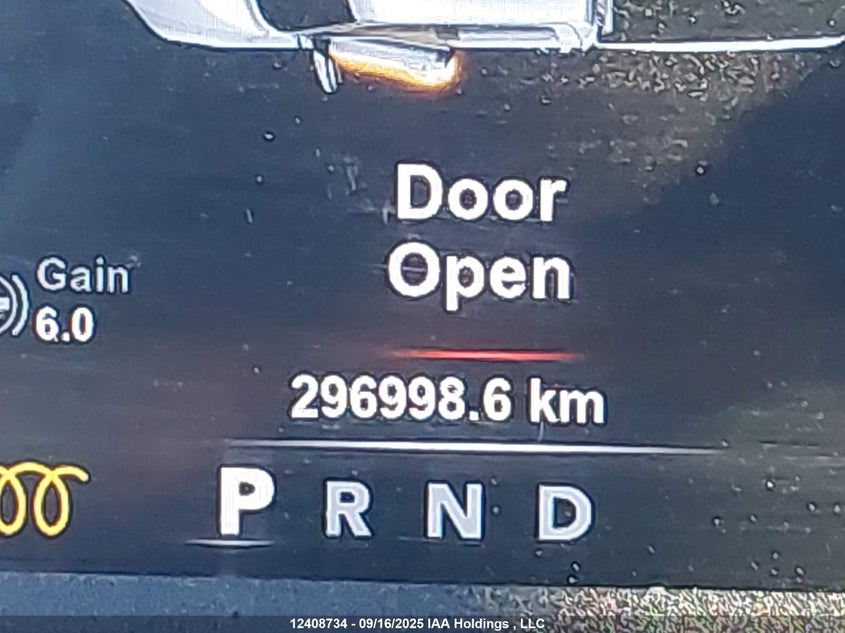 Door
Open
Gain
6.0
296998.6 km
P R N D
12408734 - 09/16/2025 IAA Holdings , LLC